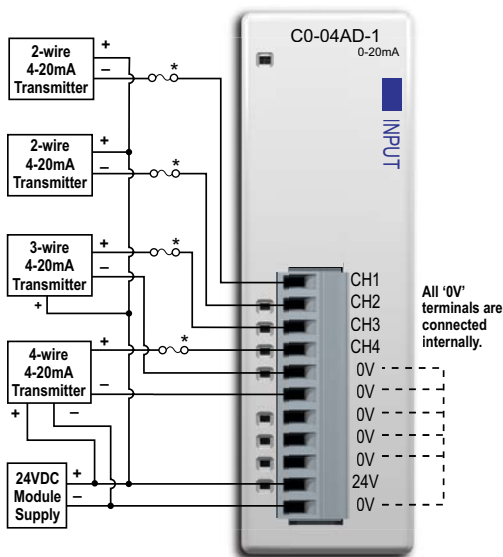 C0-04AD-1
0-20mA
INPUT
2-wire
4-20mA
Transmitter
+
–
*
2-wire
4-20mA
Transmitter
+
–
*
3-wire
4-20mA
Transmitter
+
–
+
*
4-wire
4-20mA
Transmitter
+
–
+
–
*
24VDC
Module
Supply
+
–
CH1
CH2
CH3
CH4
0V
0V
0V
0V
0V
24V
0V
All ‘0V’
terminals are
connected
internally.